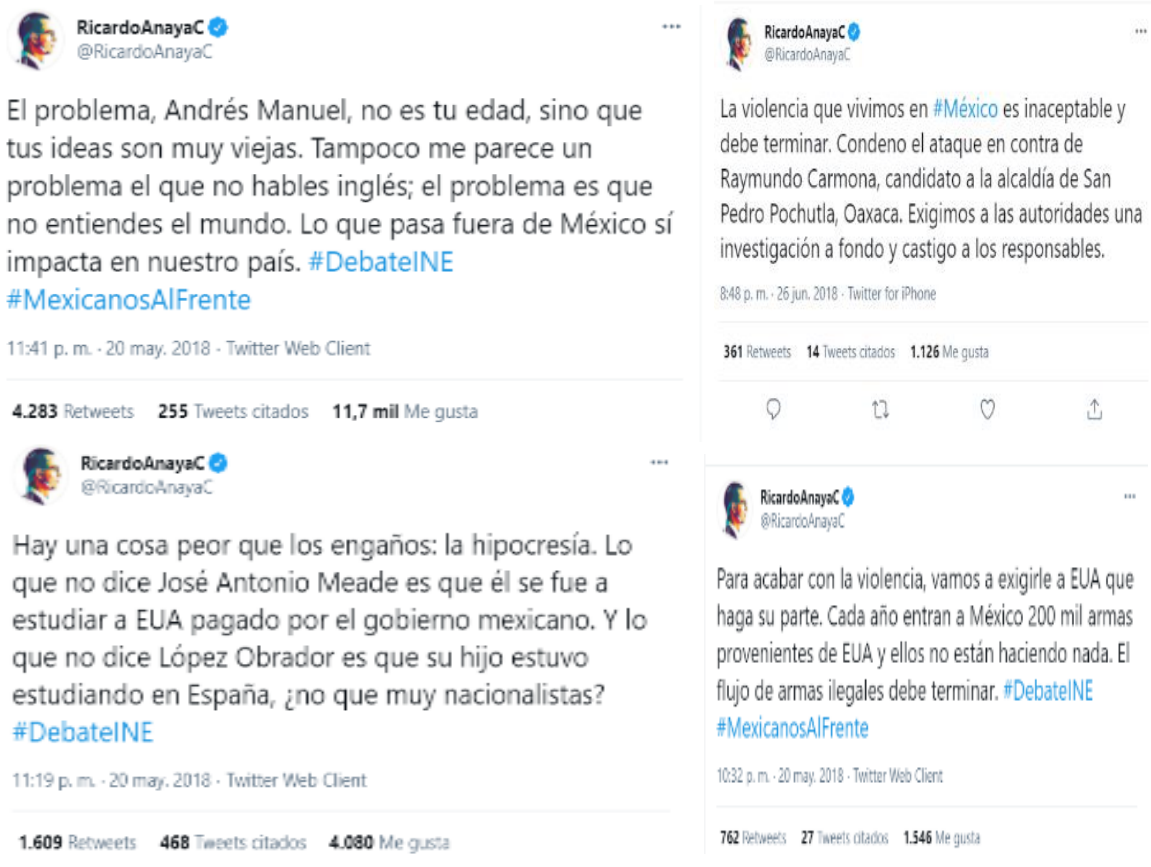 RicardoAnayaC
@RicardoAnayaC
El problema, Andrés Manuel, no es tu edad, sino que
tus ideas son muy viejas. Tampoco me parece un
problema el que no hables inglés; el problema es que
no entiendes el mundo. Lo que pasa fuera de México sí
impacta en nuestro país. #DebateINE
#MexicanosAlFrente
11:41 p. m. · 20 may. 2018 · Twitter Web Client
4.283 Retweets 255 Tweets citados 11,7 mil Me gusta
RicardoAnayaC
@RicardoAnayaC
Hay una cosa peor que los engaños: la hipocresía. Lo
que no dice José Antonio Meade es que él se fue a
estudiar a EUA pagado por el gobierno mexicano. Y lo
que no dice López Obrador es que su hijo estuvo
estudiando en España, ¿no que muy nacionalistas?
#DebateINE
11:19 p. m. · 20 may. 2018 · Twitter Web Client
1.609 Retweets 468 Tweets citados 4.080 Me gusta
RicardoAnayaC
@RicardoAnayaC
La violencia que vivimos en #México es inaceptable y
debe terminar. Condeno el ataque en contra de
Raymundo Carmona, candidato a la alcaldía de San
Pedro Pochutla, Oaxaca. Exigimos a las autoridades una
investigación a fondo y castigo a los responsables.
8:48 p. m. · 26 jun. 2018 · Twitter for iPhone
361 Retweets 14 Tweets citados 1.126 Me gusta
RicardoAnayaC
@RicardoAnayaC
Para acabar con la violencia, vamos a exigirle a EUA que
haga su parte. Cada año entran a México 200 mil armas
provenientes de EUA y ellos no están haciendo nada. El
flujo de armas ilegales debe terminar. #DebateINE
#MexicanosAlFrente
10:32 p. m. · 20 may. 2018 · Twitter Web Client
762 Retweets 27 Tweets citados 1.546 Me gusta